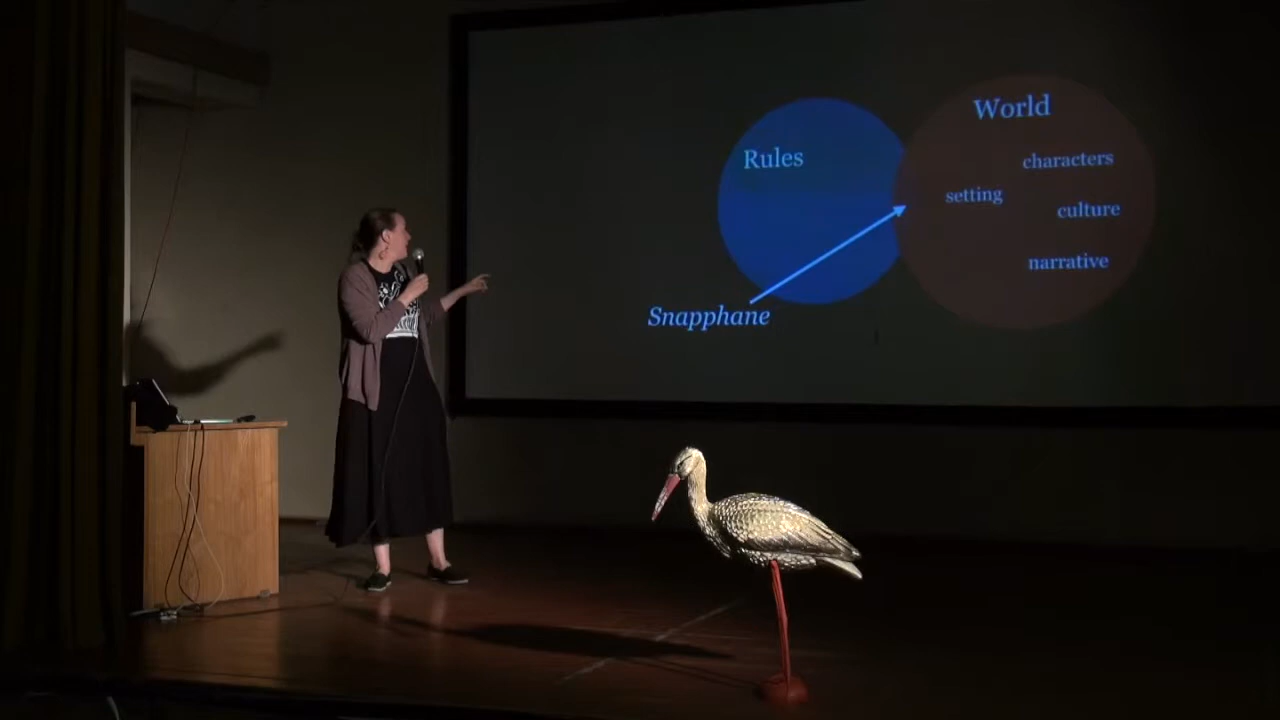 World
Rules
characters
setting
culture
narrative
Snapphane